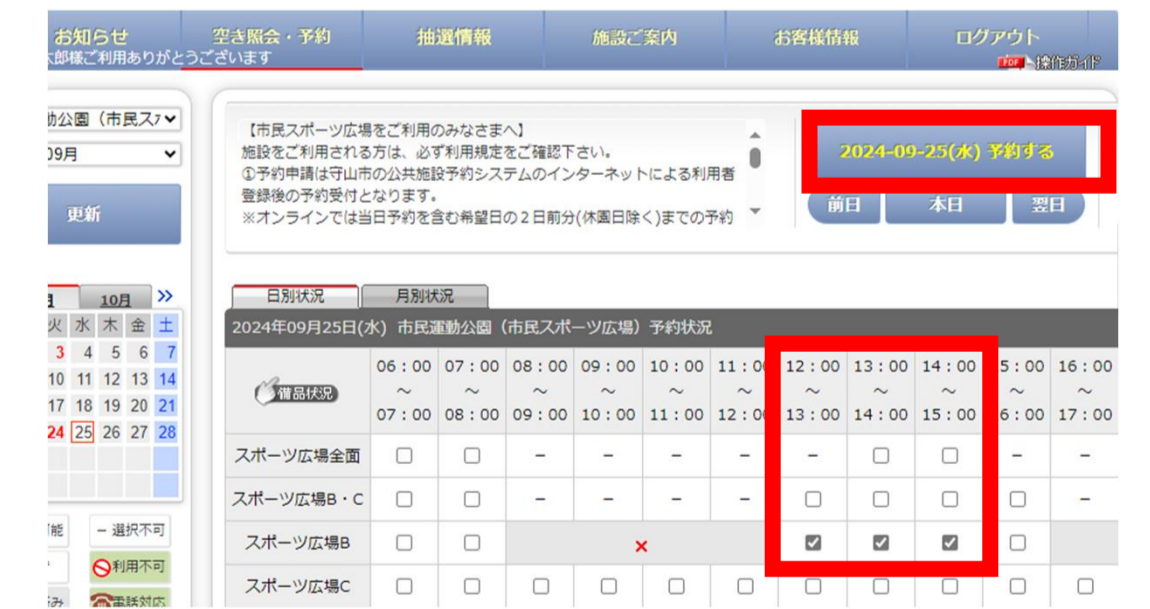 お知らせ 空き照会・予約 抽選情報 施設ご案内 お客様情報 ログアウト
太郎様ご利用ありがとうございます PDF 操作ガイド
動公園（市民スポ
09月
更新
【市民スポーツ広場をご利用のみなさまへ】
施設をご利用される方は、必ず利用規定をご確認下さい。
①予約申請は守山市の公共施設予約システムのインターネットによる利用者
登録後の予約受付となります。
※オンラインでは当日予約を含む希望日の２日前分(休園日除く)までの予約
2024-09-25(水) 予約する
前日 本日 翌日
10月 >>
火 水 木 金 土
3 4 5 6 7
10 11 12 13 14
17 18 19 20 21
24 25 26 27 28
－ 選択不可
利用不可
電話対応
日別状況 月別状況
2024年09月25日(水) 市民運動公園（市民スポーツ広場）予約状況
備品状況
06：00 07：00 08：00 09：00 10：00 11：00 12：00 13：00 14：00 15：00 16：00
～ ～ ～ ～ ～ ～ ～ ～ ～ ～ ～
07：00 08：00 09：00 10：00 11：00 12：00 13：00 14：00 15：00 16：00 17：00
スポーツ広場全面 － － － － － － －
スポーツ広場B・C － － － － －
スポーツ広場B ×
スポーツ広場C